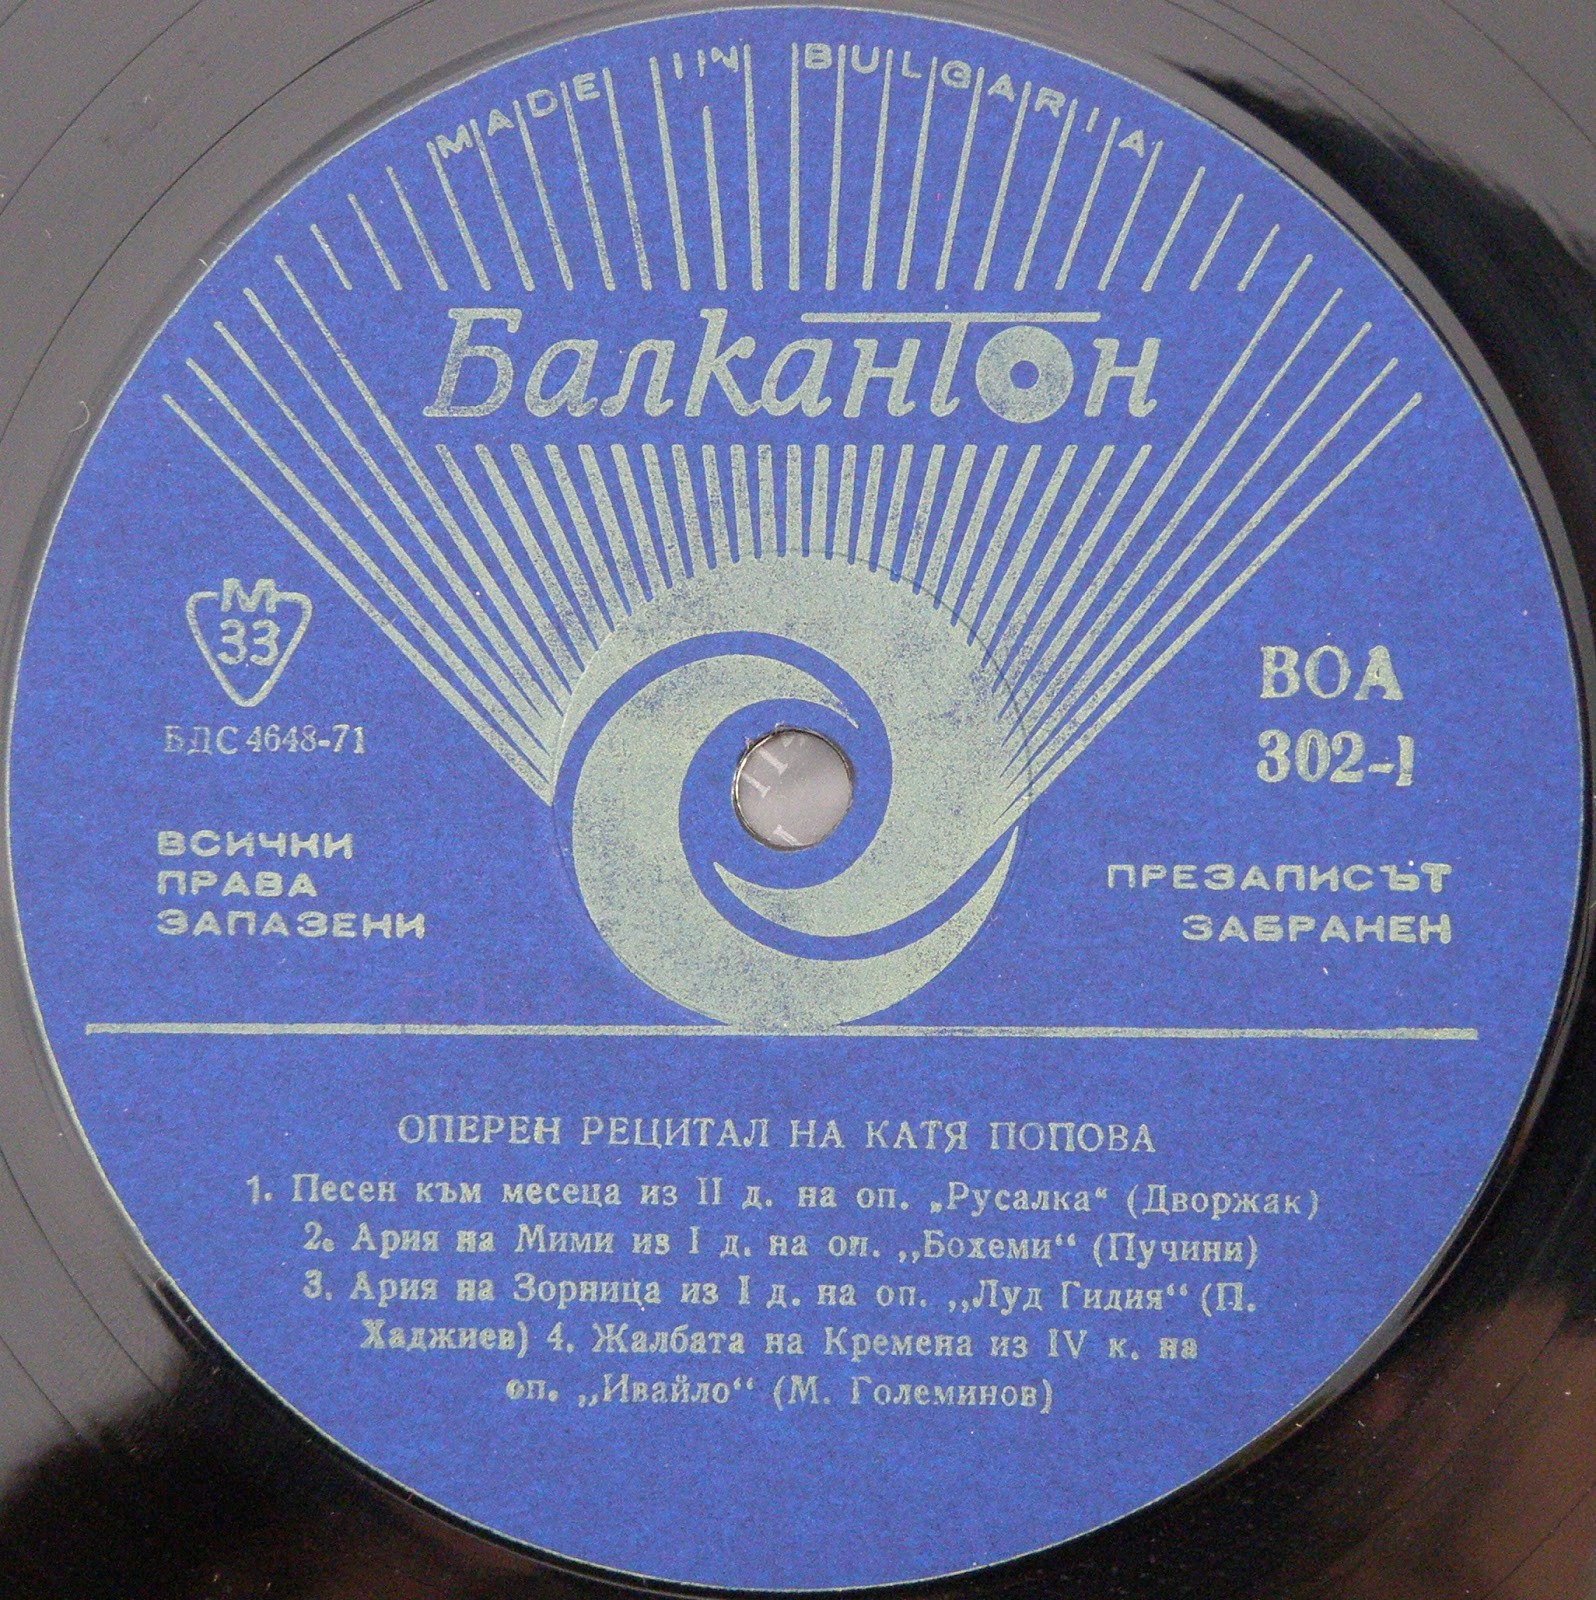 MADE IN BULGARIA
Балкантон
М
33
БДС 4648-71
ВОА
302-I
ВСИЧКИ
ПРАВА
ЗАПАЗЕНИ
ПРЕЗАПИСЪТ
ЗАБРАНЕН
ОПЕРЕН РЕЦИТАЛ НА КАТЯ ПОПОВА
1. Песен към месеца из II д. на оп. „Русалка“ (Дворжак)
2. Ария на Мими из I д. на оп. „Бохеми“ (Пучини)
3. Ария на Зорница из I д. на оп. „Луд Гидия“ (П.
Хаджиев) 4. Жалбата на Кремена из IV к. на
оп. „Ивайло“ (М. Големинов)